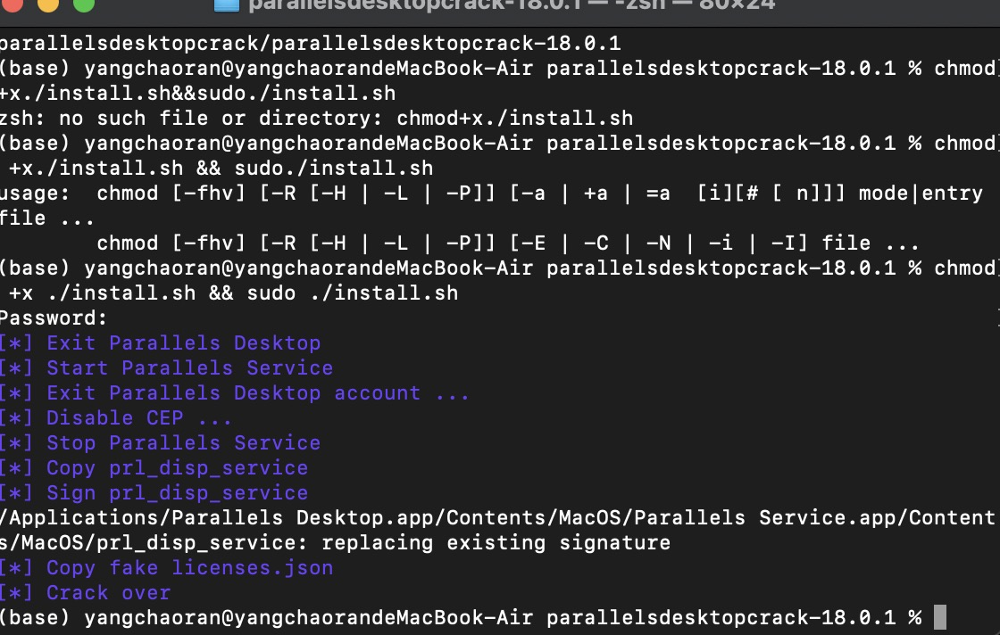 parallelsdesktopcrack-18.0.1 — -zsh — 80×24
parallelsdesktopcrack/parallelsdesktopcrack-18.0.1
(base) yangchaoran@yangchaorandeMacBook-Air parallelsdesktopcrack-18.0.1 % chmod
+x./install.sh&&sudo./install.sh
zsh: no such file or directory: chmod+x./install.sh
(base) yangchaoran@yangchaorandeMacBook-Air parallelsdesktopcrack-18.0.1 % chmod
+x./install.sh && sudo./install.sh
usage:  chmod [-fhv] [-R [-H | -L | -P]] [-a | +a | =a  [i][# [ n]]] mode|entry
file ...
        chmod [-fhv] [-R [-H | -L | -P]] [-E | -C | -N | -i | -I] file ...
(base) yangchaoran@yangchaorandeMacBook-Air parallelsdesktopcrack-18.0.1 % chmod
+x ./install.sh && sudo ./install.sh
Password:
[*] Exit Parallels Desktop
[*] Start Parallels Service
[*] Exit Parallels Desktop account ...
[*] Disable CEP ...
[*] Stop Parallels Service
[*] Copy prl_disp_service
[*] Sign prl_disp_service
/Applications/Parallels Desktop.app/Contents/MacOS/Parallels Service.app/Content
s/MacOS/prl_disp_service: replacing existing signature
[*] Copy fake licenses.json
[*] Crack over
(base) yangchaoran@yangchaorandeMacBook-Air parallelsdesktopcrack-18.0.1 %